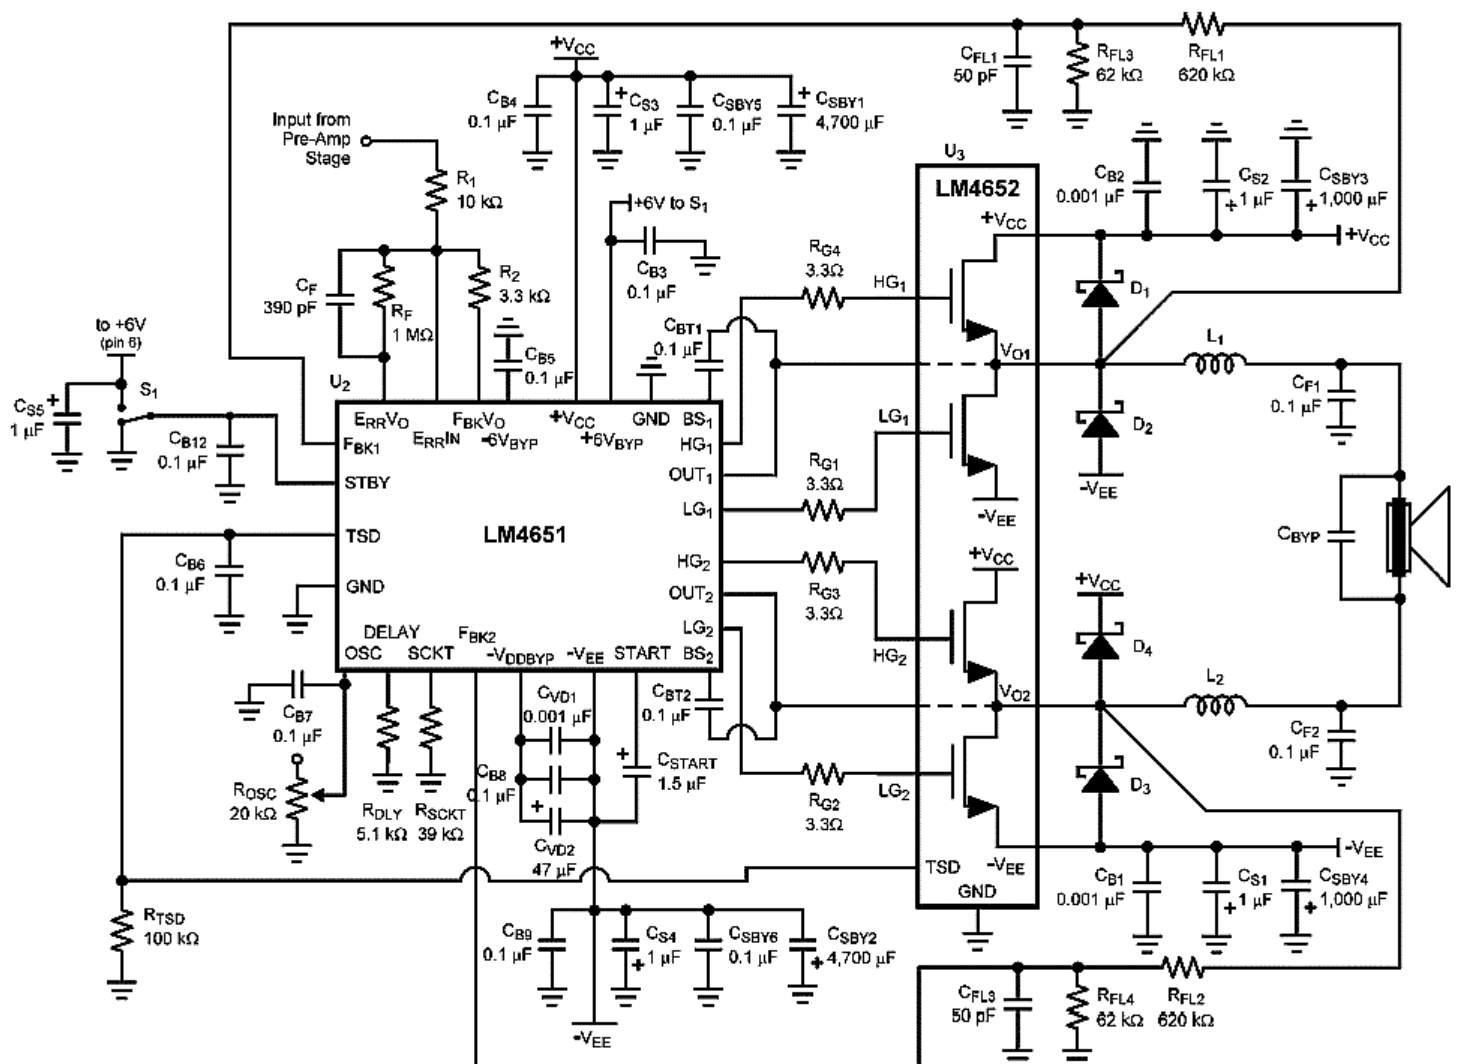 +VCC
CFL1
50 pF
RFL3
62 kΩ
RFL1
620 kΩ
CB4
0.1 µF
+
CS3
1 µF
CSBY5
0.1 µF
+
CSBY1
4,700 µF
Input from
Pre-Amp
Stage
R1
10 kΩ
U3
LM4652
CB2
0.001 µF
CS2
+ 1 µF
CSBY3
+ 1,000 µF
+VCC
+VCC
+6V to S1
CB3
0.1 µF
RG4
3.3Ω
HG1
D1
CF
390 pF
RF
1 MΩ
R2
3.3 kΩ
to +6V
(pin 6)
CB5
0.1 µF
CBT1
0.1 µF
VO1
L1
CF1
0.1 µF
U2
S1
CS5 +
1 µF
CB12
0.1 µF
ERRVO
ERRIN
FBKVO
-6VBYP
+VCC
+6VBYP
GND
BS1
FBK1
HG1
LG1
D2
STBY
OUT1
RG1
3.3Ω
-VEE
-VEE
LG1
LM4651
TSD
CB6
0.1 µF
HG2
RG3
3.3Ω
+VCC
CBYP
GND
OUT2
+VCC
DELAY
FBK2
LG2
OSC
SCKT
-VDDBYP
-VEE
START
BS2
HG2
D4
CB7
0.1 µF
CVD1
0.001 µF
CBT2
0.1 µF
VO2
L2
CF2
0.1 µF
ROSC
20 kΩ
RDLY
5.1 kΩ
RSCKT
39 kΩ
CB8
0.1 µF
+
CSTART
1.5 µF
RG2
3.3Ω
LG2
D3
+
CVD2
47 µF
TSD
-VEE
-VEE
GND
CB1
0.001 µF
CS1
+ 1 µF
CSBY4
+ 1,000 µF
RTSD
100 kΩ
CB9
0.1 µF
CS4
+ 1 µF
CSBY6
0.1 µF
CSBY2
+ 4,700 µF
-VEE
CFL3
50 pF
RFL4
62 kΩ
RFL2
620 kΩ